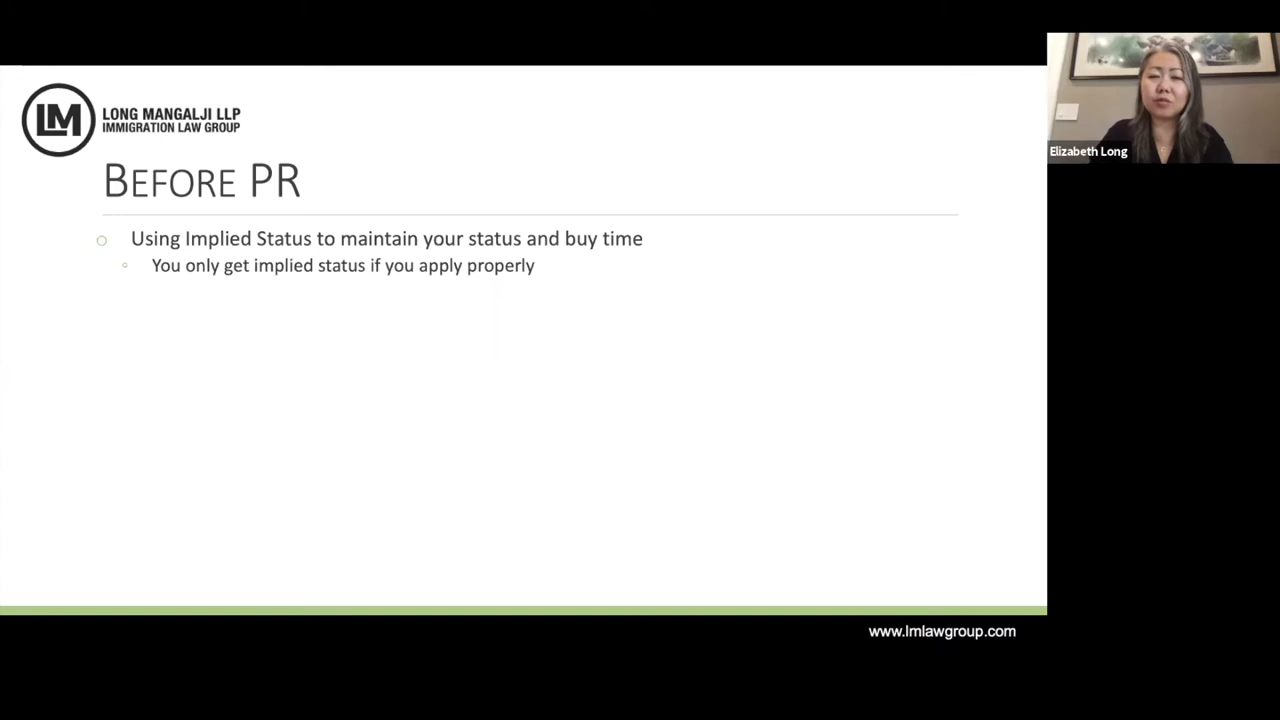 LM
LONG MANGALJI LLP
IMMIGRATION LAW GROUP
BEFORE PR
Using Implied Status to maintain your status and buy time
You only get implied status if you apply properly
Elizabeth Long
www.lmlawgroup.com